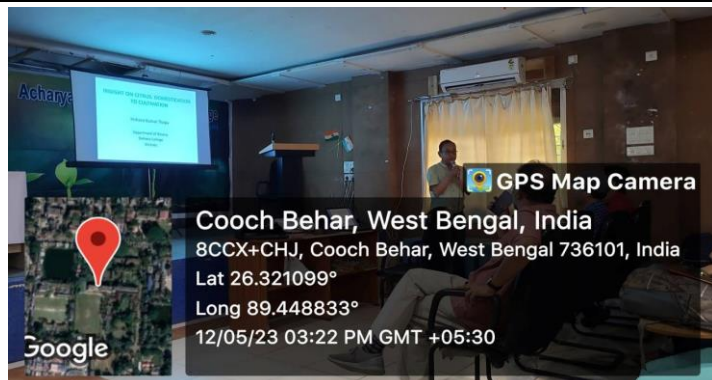 Acharya
GPS Map Camera
Cooch Behar, West Bengal, India
8CCX+CHJ, Cooch Behar, West Bengal 736101, India
Lat 26.321099°
Long 89.448833°
12/05/23 03:22 PM GMT +05:30
Google